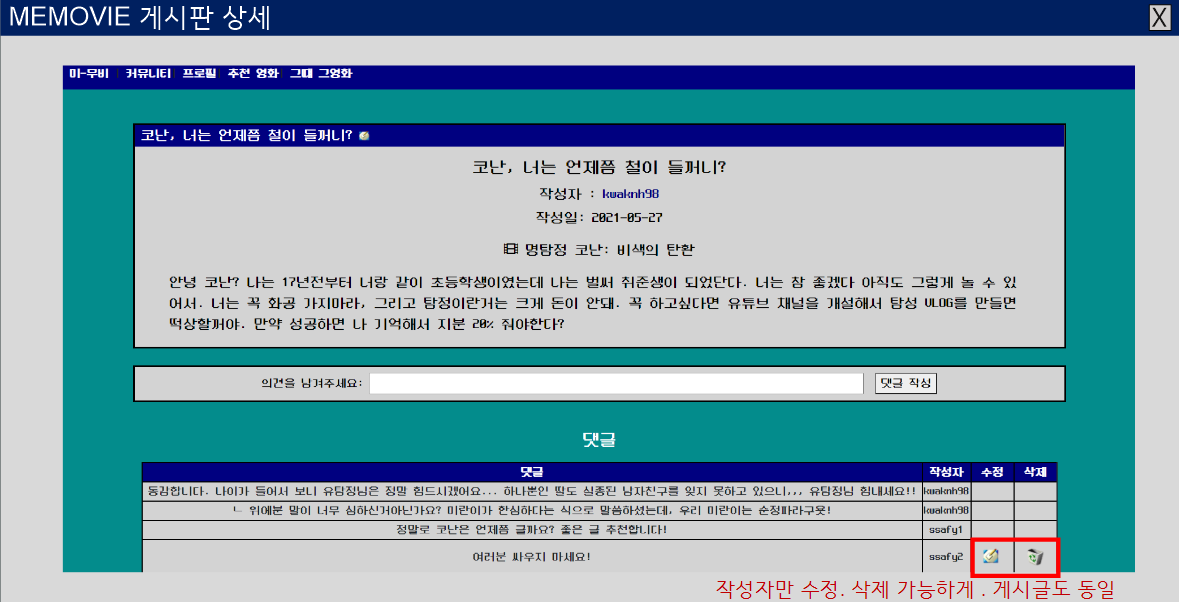 MEMOVIE 게시판 상세 X
미-무비 커뮤니티 프로필 추천 영화 그때 그영화
코난, 너는 언제쯤 철이 들꺼니?
코난, 너는 언제쯤 철이 들꺼니?
작성자 : kwaknh98
작성일: 2021-05-27
명탐정 코난: 비색의 탄환
안녕 코난? 나는 17년전부터 너랑 같이 초등학생이였는데 나는 벌써 취준생이 되었단다. 너는 참 좋겠다 아직도 그렇게 놀 수 있
어서. 너는 꼭 화공 가지마라, 그리고 탐정이란거는 크게 돈이 안돼. 꼭 하고싶다면 유튜브 채널을 개설해서 탐성 VLOG를 만들면
떡상할꺼야. 만약 성공하면 나 기억해서 지분 20% 줘야한다?
의견을 남겨주세요: 댓글 작성
댓글
댓글 작성자 수정 삭제
동감합니다. 나이가 들어서 보니 유탐정님은 정말 힘드시겠어요... 하나뿐인 딸도 실종된 남자친구를 잊지 못하고 있으니,,, 유탐정님 힘내세요!! kwaknh98
ㄴ 위에분 말이 너무 심하신거아닌가요? 미란이가 한심하다는 식으로 말씀하셨는데, 우리 미란이는 순정파라구욧! kwaknh98
정말로 코난은 언제쯤 클까요? 좋은 글 추천합니다! ssafy1
여러분 싸우지 마세요! ssafy2
작성자만 수정. 삭제 가능하게 . 게시글도 동일